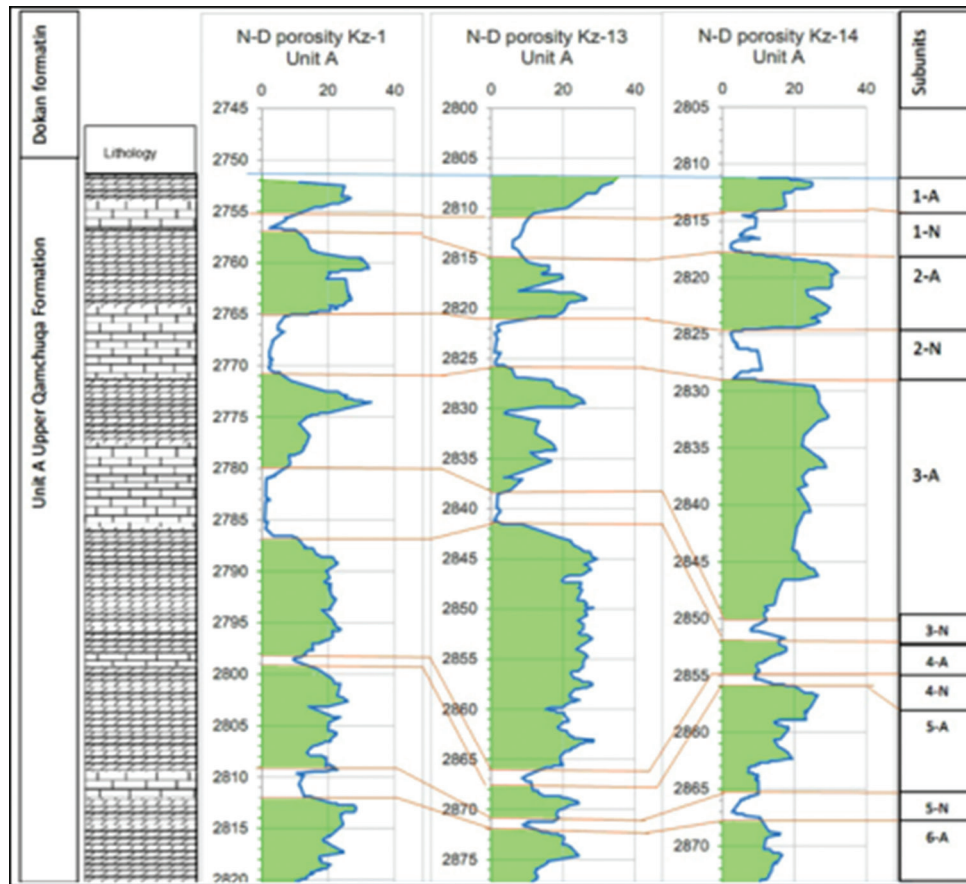 Dokan formatin
Unit A Upper Qamchuqa Formation
Lithology
N-D porosity Kz-1
Unit A
0 20 40
2745
2750
2755
2760
2765
2770
2775
2780
2785
2790
2795
2800
2805
2810
2815
2820
N-D porosity Kz-13
Unit A
0 20 40
2800
2805
2810
2815
2820
2825
2830
2835
2840
2845
2850
2855
2860
2865
2870
2875
N-D porosity Kz-14
Unit A
0 20 40
2805
2810
2815
2820
2825
2830
2835
2840
2845
2850
2855
2860
2865
2870
Subunits
1-A
1-N
2-A
2-N
3-A
3-N
4-A
4-N
5-A
5-N
6-A